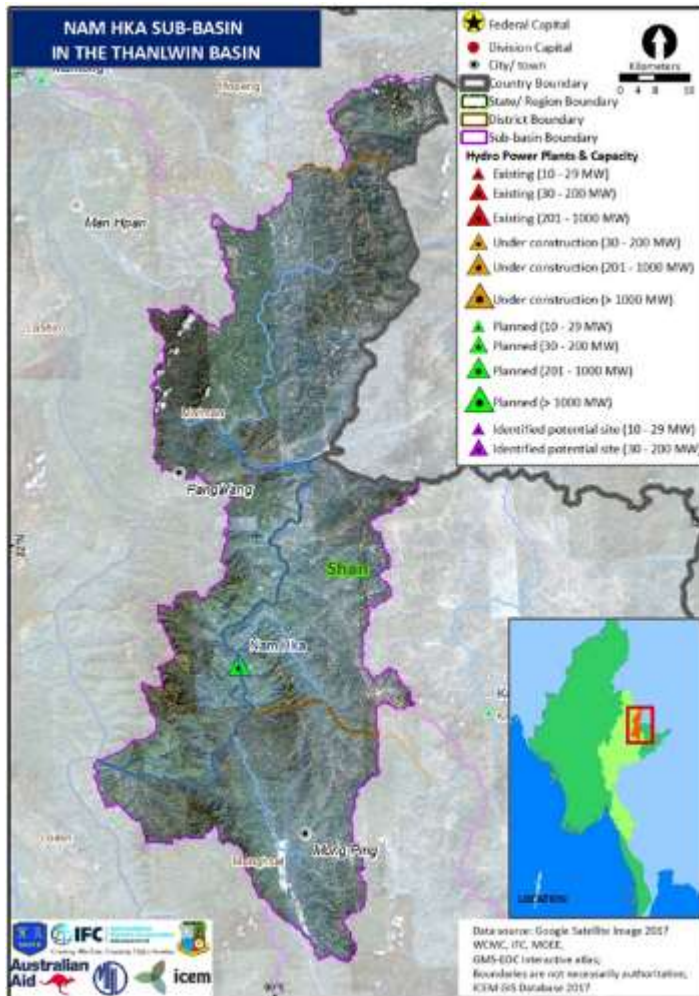 NAM HKA SUB-BASIN
IN THE THANLWIN BASIN
Federal Capital
Division Capital
City/ town
Country Boundary
State/ Region Boundary
District Boundary
Sub-basin Boundary
Kilometers
0 4 8
Hydro Power Plants & Capacity
Existing (10 - 29 MW)
Existing (30 - 200 MW)
Existing (201 - 1000 MW)
Under construction (30 - 200 MW)
Under construction (201 - 1000 MW)
Under construction (> 1000 MW)
Planned (10 - 29 MW)
Planned (30 - 200 MW)
Planned (201 - 1000 MW)
Planned (> 1000 MW)
Identified potential site (10 - 29 MW)
Identified potential site (30 - 200 MW)
Man Hpan
PangWang
22°N
Shan
Nam Hka
Mong Ping
LOCATION
IFC
Australian
Aid
icem
Data source: Google Satellite Image 2017
WCMC, IFC, MOEE,
GMS-EOC Interactive atlas;
Boundaries are not necessarily authoritative,
ICEM GIS Database 2017